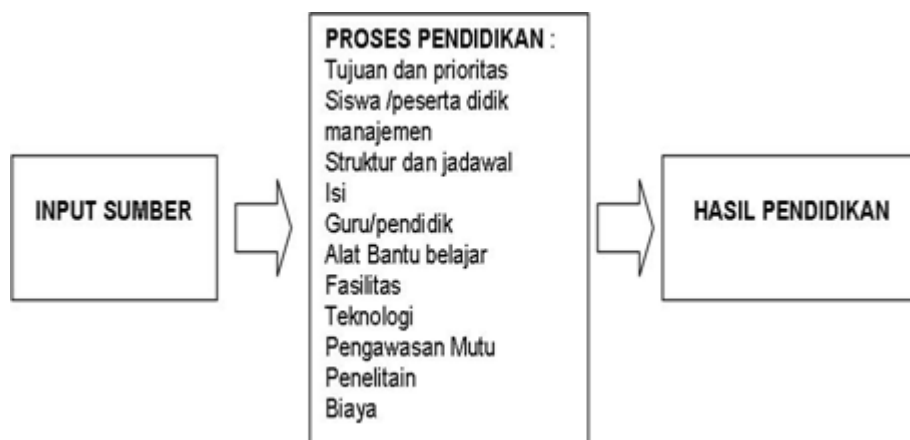 INPUT SUMBER
PROSES PENDIDIKAN :
Tujuan dan prioritas
Siswa /peserta didik
manajemen
Struktur dan jadawal
Isi
Guru/pendidik
Alat Bantu belajar
Fasilitas
Teknologi
Pengawasan Mutu
Penelitain
Biaya
HASIL PENDIDIKAN